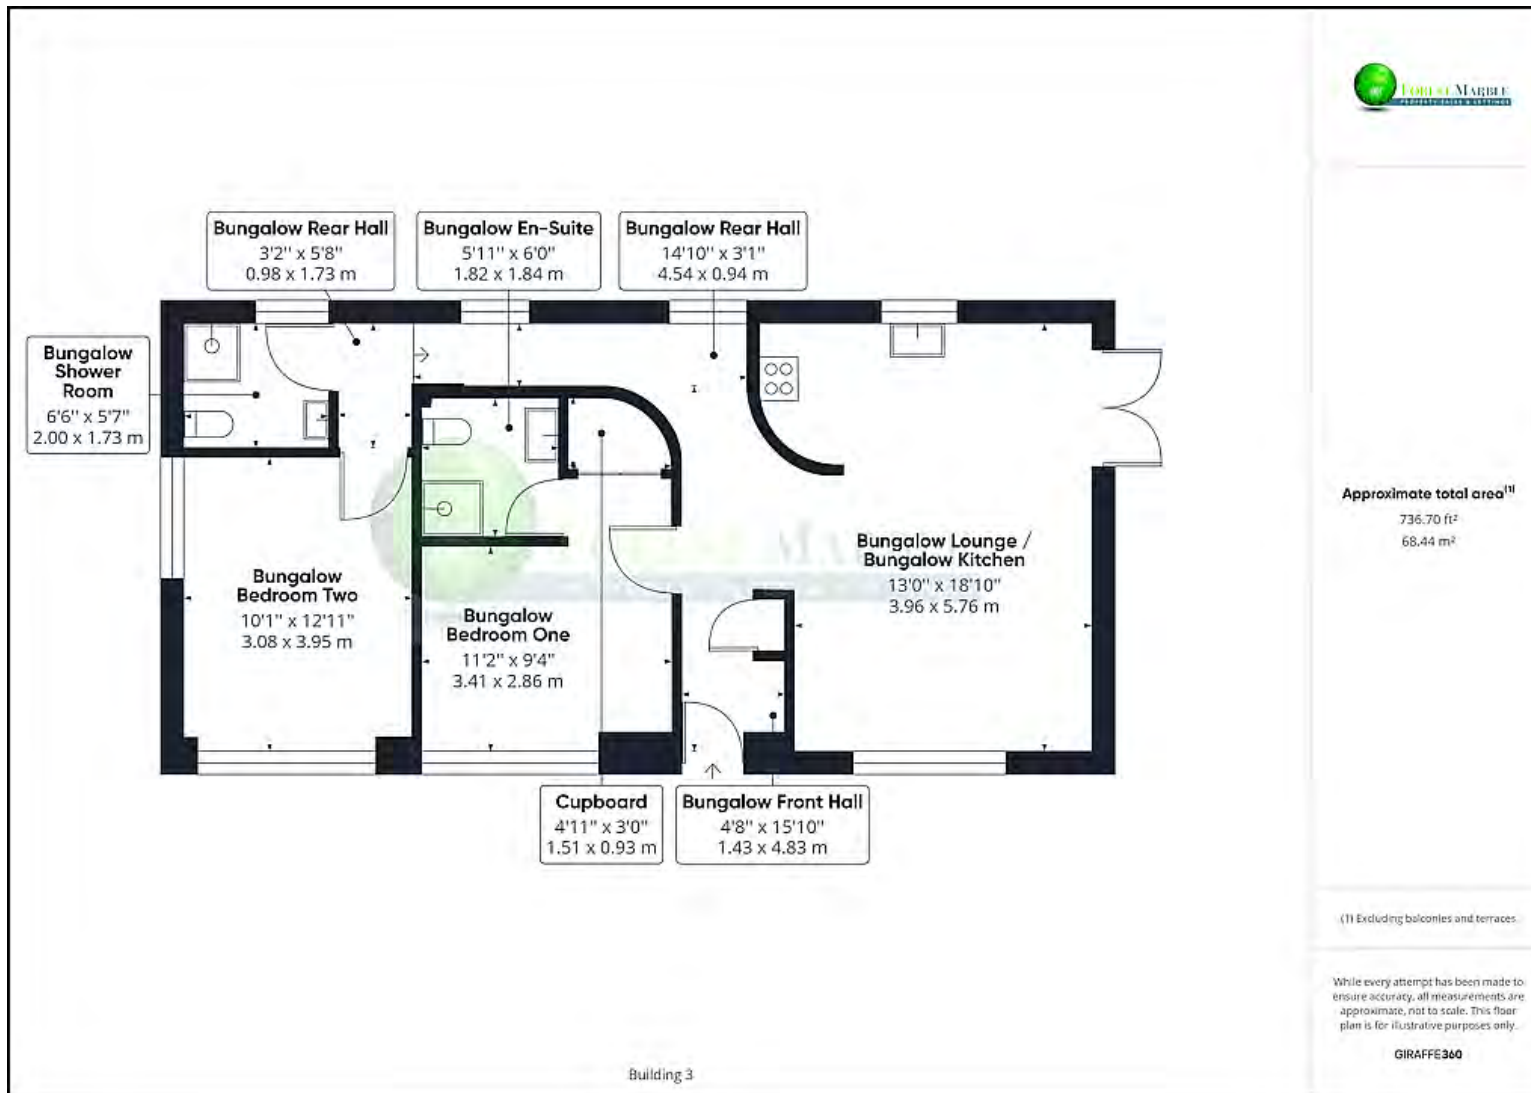 FOREST MARBLE
PROPERTY SALES & LETTINGS
Bungalow Rear Hall
3'2" x 5'8"
0.98 x 1.73 m
Bungalow En-Suite
5'11" x 6'0"
1.82 x 1.84 m
Bungalow Rear Hall
14'10" x 3'1"
4.54 x 0.94 m
Bungalow
Shower
Room
6'6" x 5'7"
2.00 x 1.73 m
Bungalow
Bedroom Two
10'1" x 12'11"
3.08 x 3.95 m
Bungalow
Bedroom One
11'2" x 9'4"
3.41 x 2.86 m
Bungalow Lounge /
Bungalow Kitchen
13'0" x 18'10"
3.96 x 5.76 m
Cupboard
4'11" x 3'0"
1.51 x 0.93 m
Bungalow Front Hall
4'8" x 15'10"
1.43 x 4.83 m
Approximate total area(1)
736.70 ft²
68.44 m²
(1) Excluding balconies and terraces
While every attempt has been made to
ensure accuracy, all measurements are
approximate, not to scale. This floor
plan is for illustrative purposes only.
GIRAFFE360
Building 3